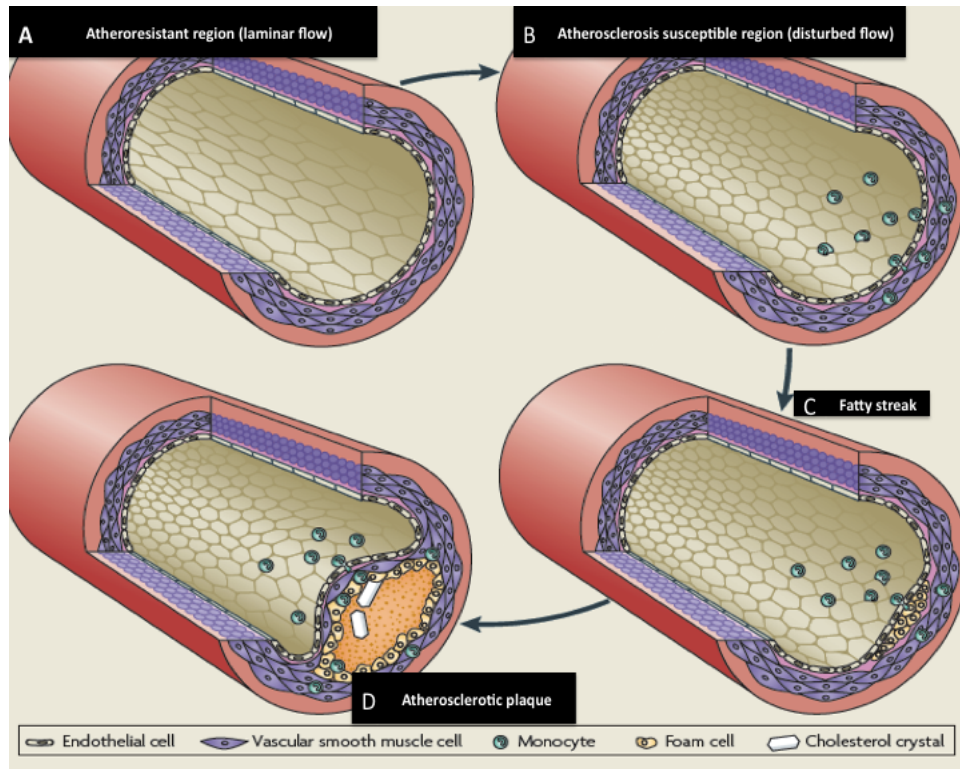 A Atheroresistant region (laminar flow)
B Atherosclerosis susceptible region (disturbed flow)
C Fatty streak
D Atherosclerotic plaque
Endothelial cell Vascular smooth muscle cell Monocyte Foam cell Cholesterol crystal